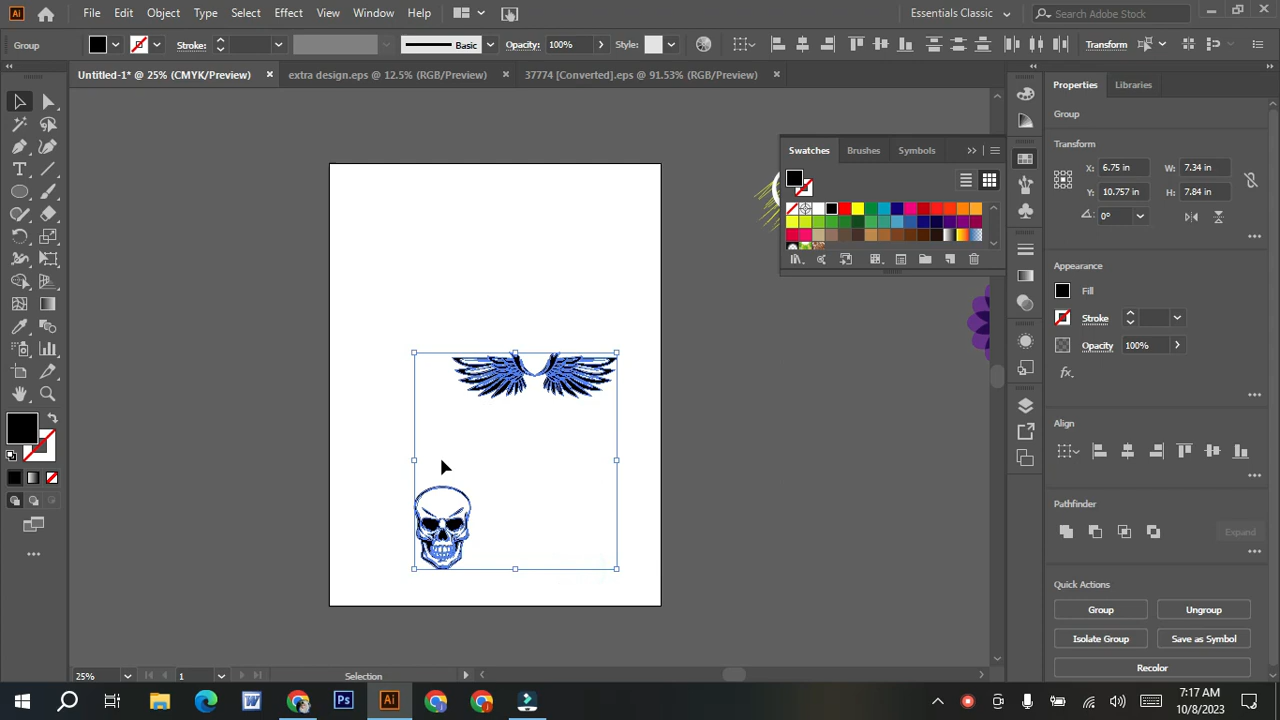 Ai File Edit Object Type Select Effect View Window Help Essentials Classic Search Adobe Stock
Group Stroke: Basic Opacity: 100% Style: Transform
Untitled-1* @ 25% (CMYK/Preview) × extra design.eps @ 12.5% (RGB/Preview) × 37774 [Converted].eps @ 91.53% (RGB/Preview) ×
Properties Libraries
Group
Transform
X: 6.75 in W: 7.34 in
Y: 10.757 in H: 7.84 in
0°
Swatches Brushes Symbols
Appearance
Fill
Stroke
Opacity 100%
fx.
Align
Pathfinder
Expand
Quick Actions
Group Ungroup
Isolate Group Save as Symbol
Recolor
25% 1 Selection
W Ps Ai
7:17 AM
10/8/2023